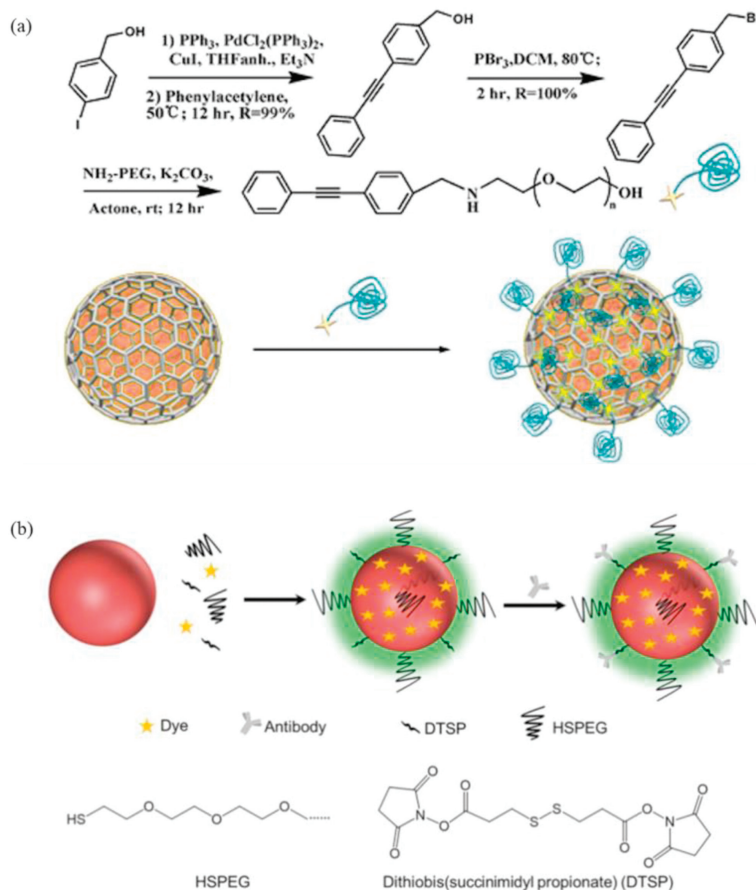 (a)
OH
I
1) PPh3, PdCl2(PPh3)2,
CuI, THFanh., Et3N
2) Phenylacetylene,
50℃; 12 hr, R=99%
OH
PBr3,DCM, 80℃;
2 hr, R=100%
B
NH2-PEG, K2CO3,
Actone, rt; 12 hr
N
H
O
n
OH
(b)
Dye
Antibody
DTSP
HSPEG
HS
O
O
O
HSPEG
O
N
O
O
O
S
S
O
O
O
N
O
Dithiobis(succinimidyl propionate) (DTSP)